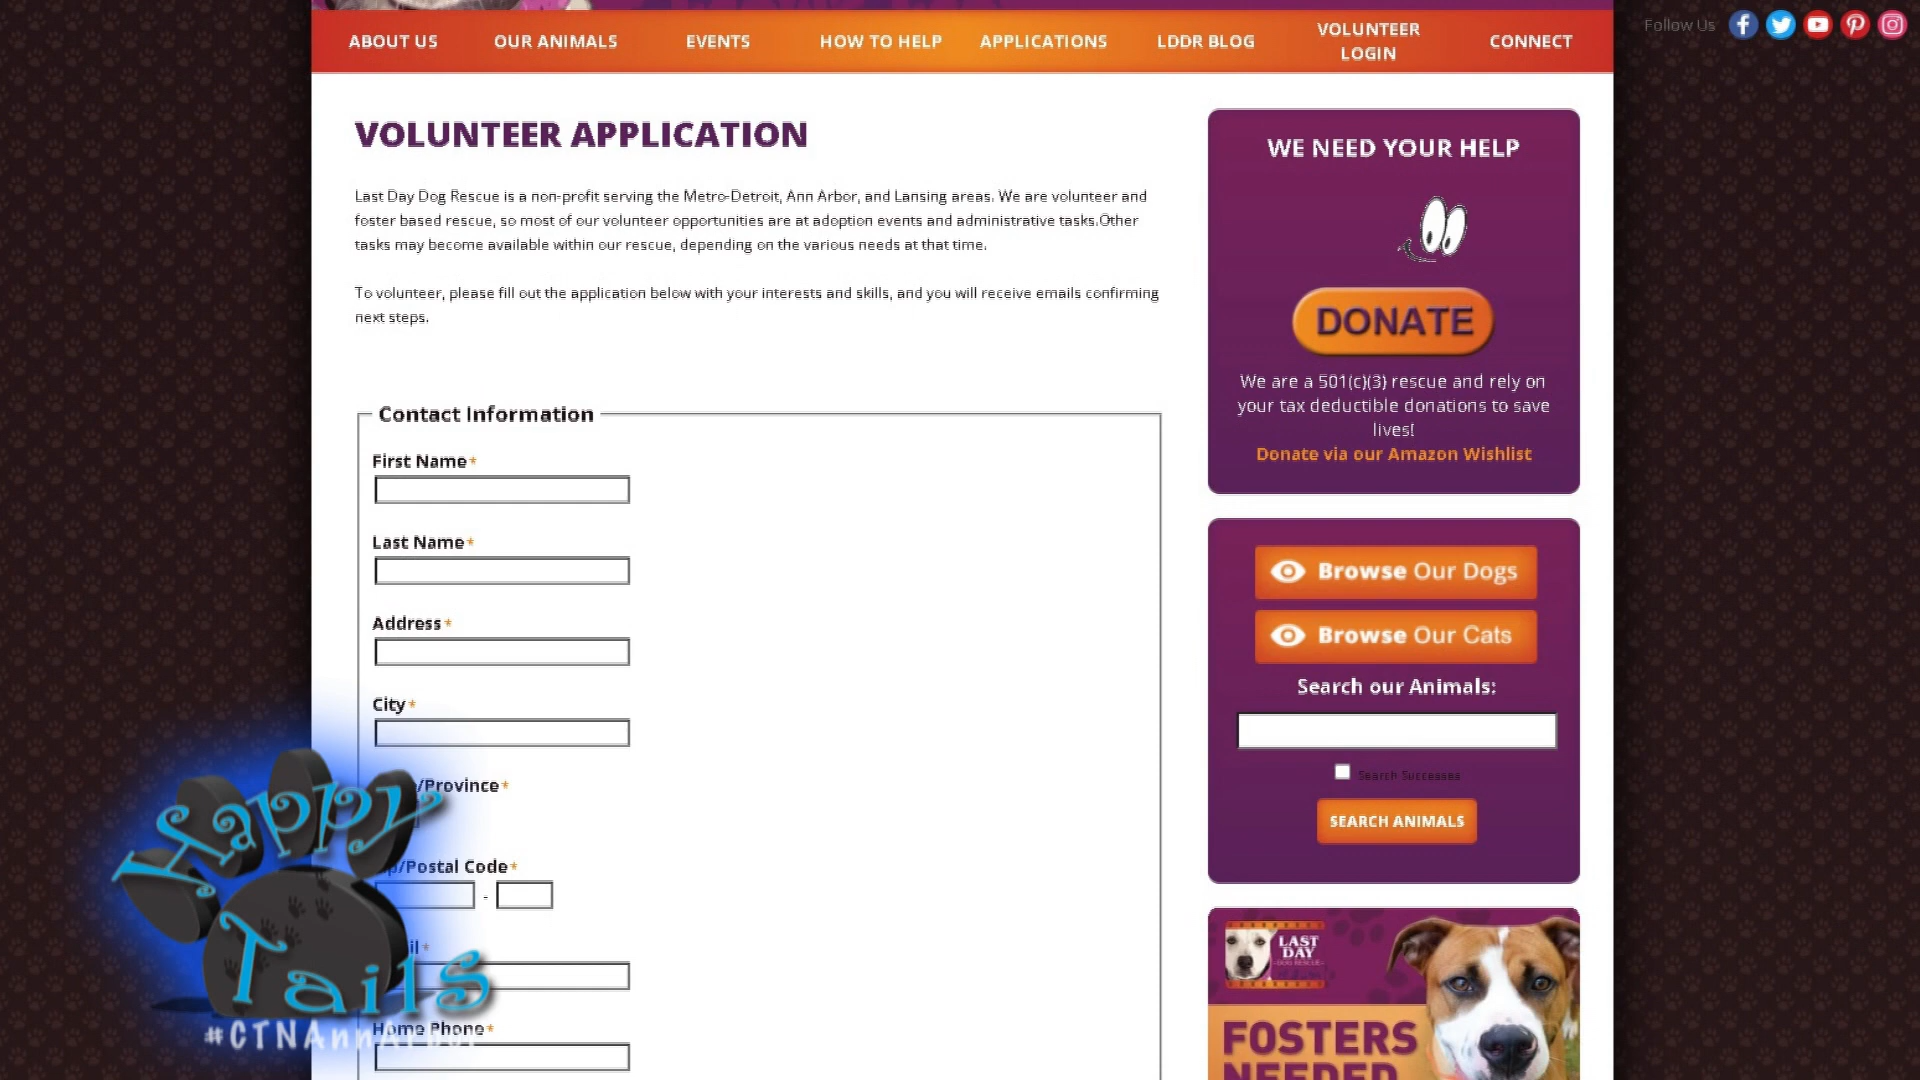 ABOUT US
OUR ANIMALS
EVENTS
HOW TO HELP
APPLICATIONS
LDDR BLOG
VOLUNTEER
LOGIN
CONNECT
Follow Us
VOLUNTEER APPLICATION
Last Day Dog Rescue is a non-profit serving the Metro-Detroit, Ann Arbor, and Lansing areas. We are volunteer and
foster based rescue, so most of our volunteer opportunities are at adoption events and administrative tasks.Other
tasks may become available within our rescue, depending on the various needs at that time.
To volunteer, please fill out the application below with your interests and skills, and you will receive emails confirming
next steps.
Contact Information
First Name*
Last Name*
Address*
City*
/Province*
/Postal Code*
-
Home Phone*
Happy
Tails
#CTNAnnArbor
WE NEED YOUR HELP
DONATE
We are a 501(c)(3) rescue and rely on
your tax deductible donations to save
lives!
Donate via our Amazon Wishlist
Browse Our Dogs
Browse Our Cats
Search our Animals:
Search Successes
SEARCH ANIMALS
LAST
DAY
DOG RESCUE
FOSTERS
NEEDED